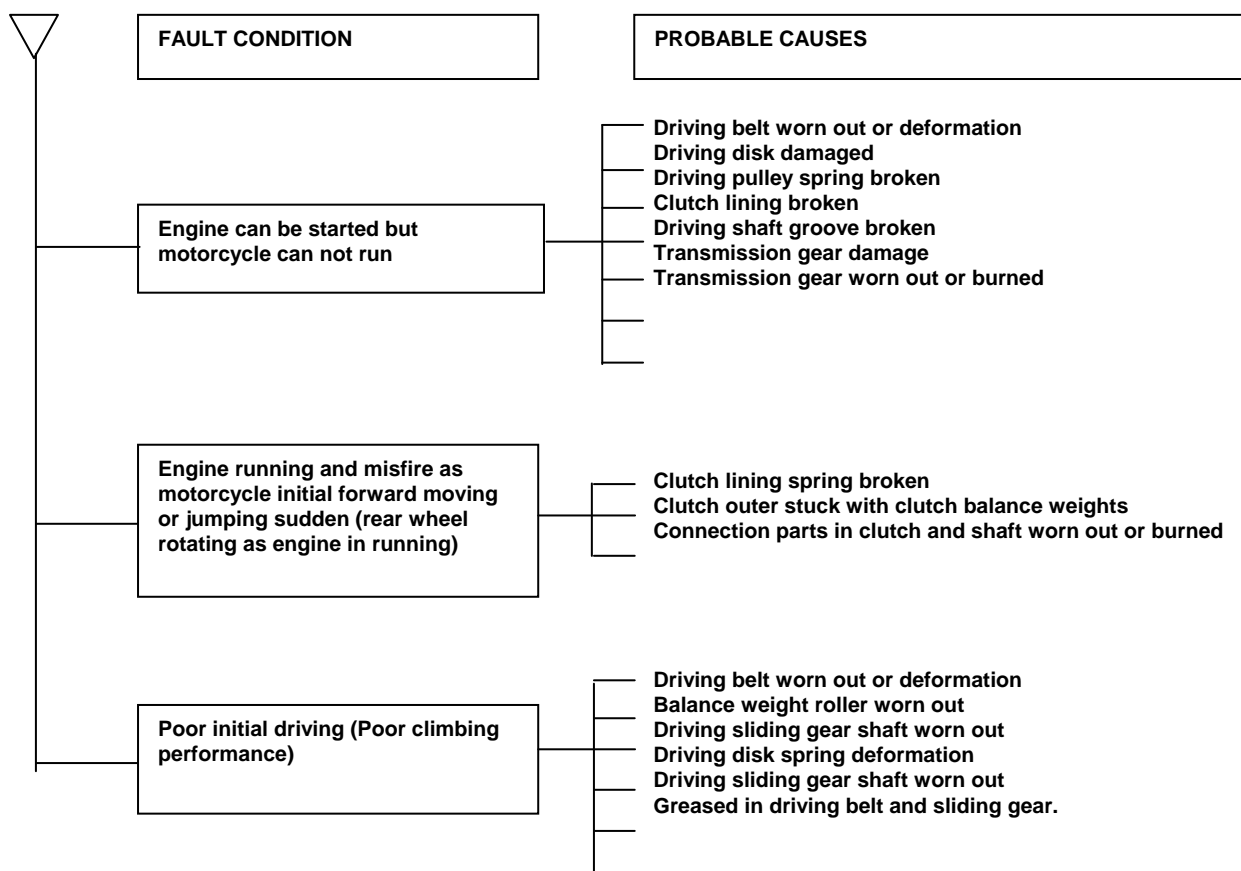 FAULT CONDITION
PROBABLE CAUSES
Engine can be started but
motorcycle can not run
Driving belt worn out or deformation
Driving disk damaged
Driving pulley spring broken
Clutch lining broken
Driving shaft groove broken
Transmission gear damage
Transmission gear worn out or burned
Engine running and misfire as
motorcycle initial forward moving
or jumping sudden (rear wheel
rotating as engine in running)
Clutch lining spring broken
Clutch outer stuck with clutch balance weights
Connection parts in clutch and shaft worn out or burned
Poor initial driving (Poor climbing
performance)
Driving belt worn out or deformation
Balance weight roller worn out
Driving sliding gear shaft worn out
Driving disk spring deformation
Driving sliding gear shaft worn out
Greased in driving belt and sliding gear.